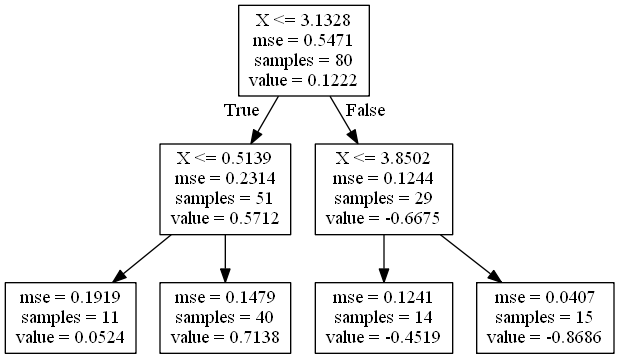 X <= 3.1328
mse = 0.5471
samples = 80
value = 0.1222
True
False
X <= 0.5139
mse = 0.2314
samples = 51
value = 0.5712
X <= 3.8502
mse = 0.1244
samples = 29
value = -0.6675
mse = 0.1919
samples = 11
value = 0.0524
mse = 0.1479
samples = 40
value = 0.7138
mse = 0.1241
samples = 14
value = -0.4519
mse = 0.0407
samples = 15
value = -0.8686